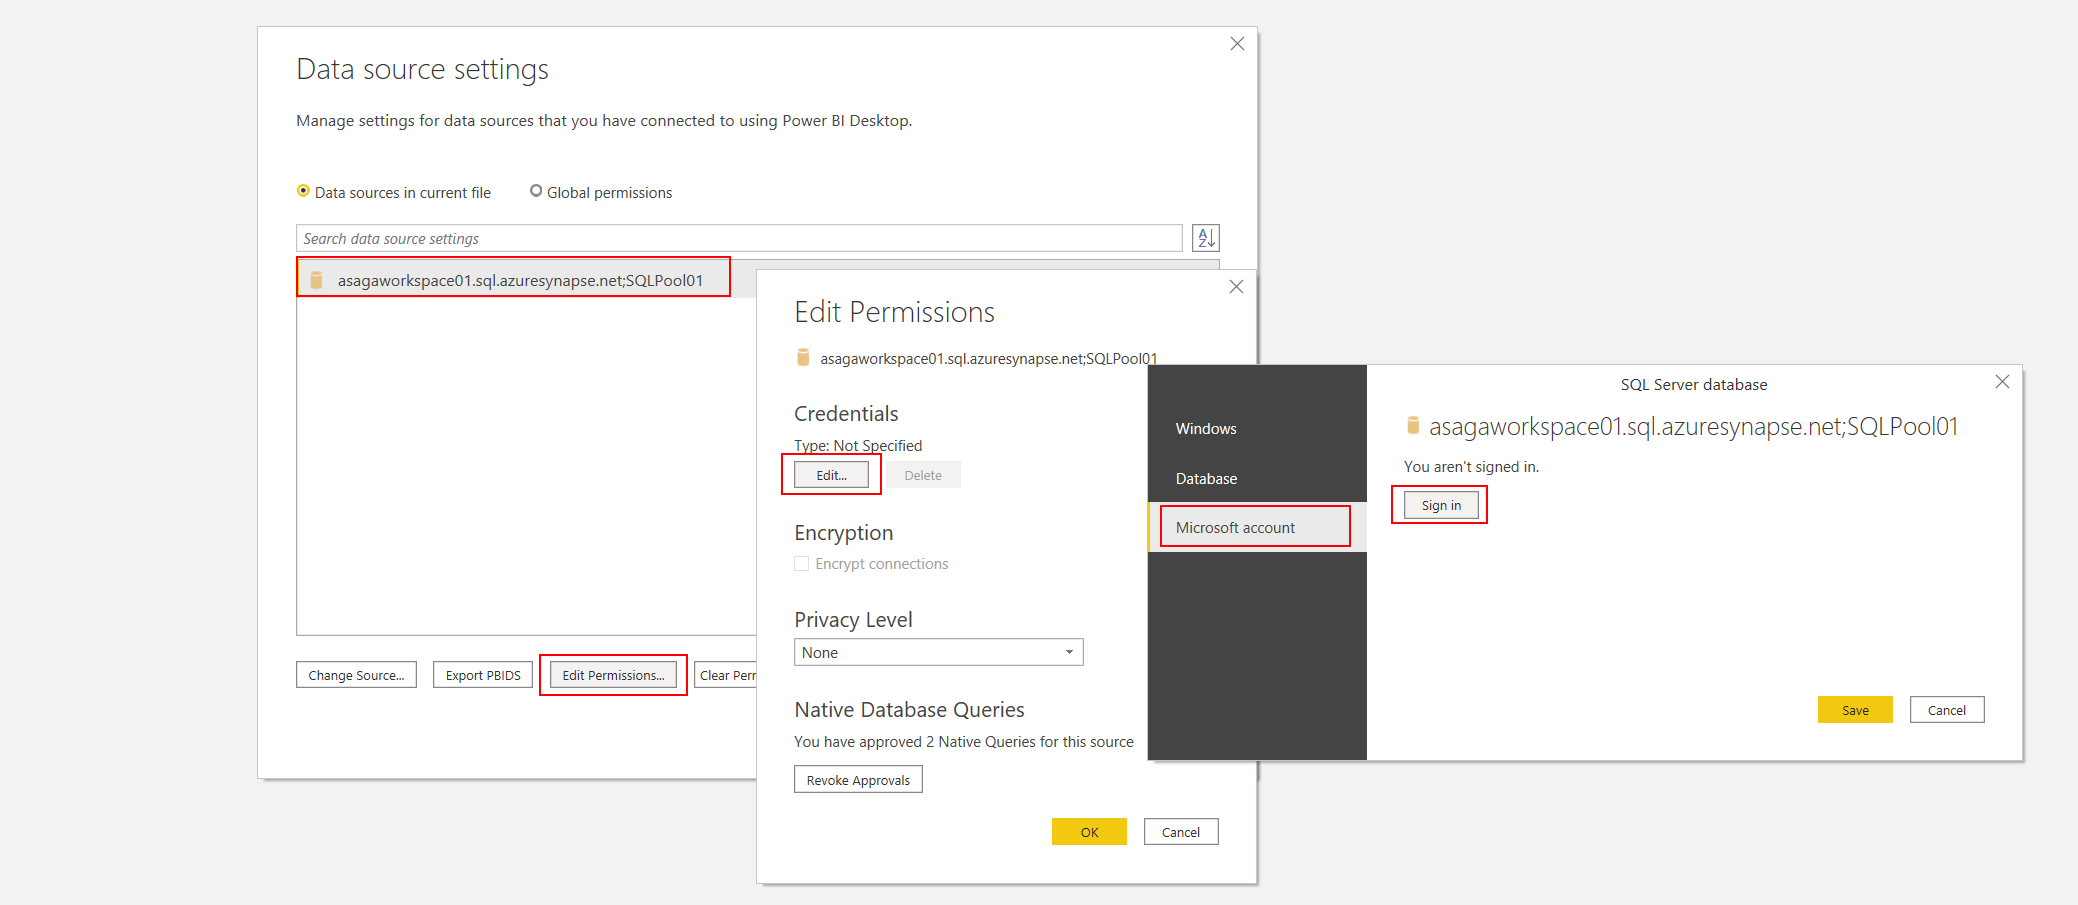 Data source settings
Manage settings for data sources that you have connected to using Power BI Desktop.
Data sources in current file
Global permissions
Search data source settings
A
Z
asagaworkspace01.sql.azuresynapse.net;SQLPool01
Change Source...
Export PBIDS
Edit Permissions...
Clear Perr
Edit Permissions
asagaworkspace01.sql.azuresynapse.net;SQLPool01
Credentials
Type: Not Specified
Edit...
Delete
Encryption
Encrypt connections
Privacy Level
None
Native Database Queries
You have approved 2 Native Queries for this source
Revoke Approvals
OK
Cancel
Windows
Database
Microsoft account
SQL Server database
asagaworkspace01.sql.azuresynapse.net;SQLPool01
You aren't signed in.
Sign in
Save
Cancel